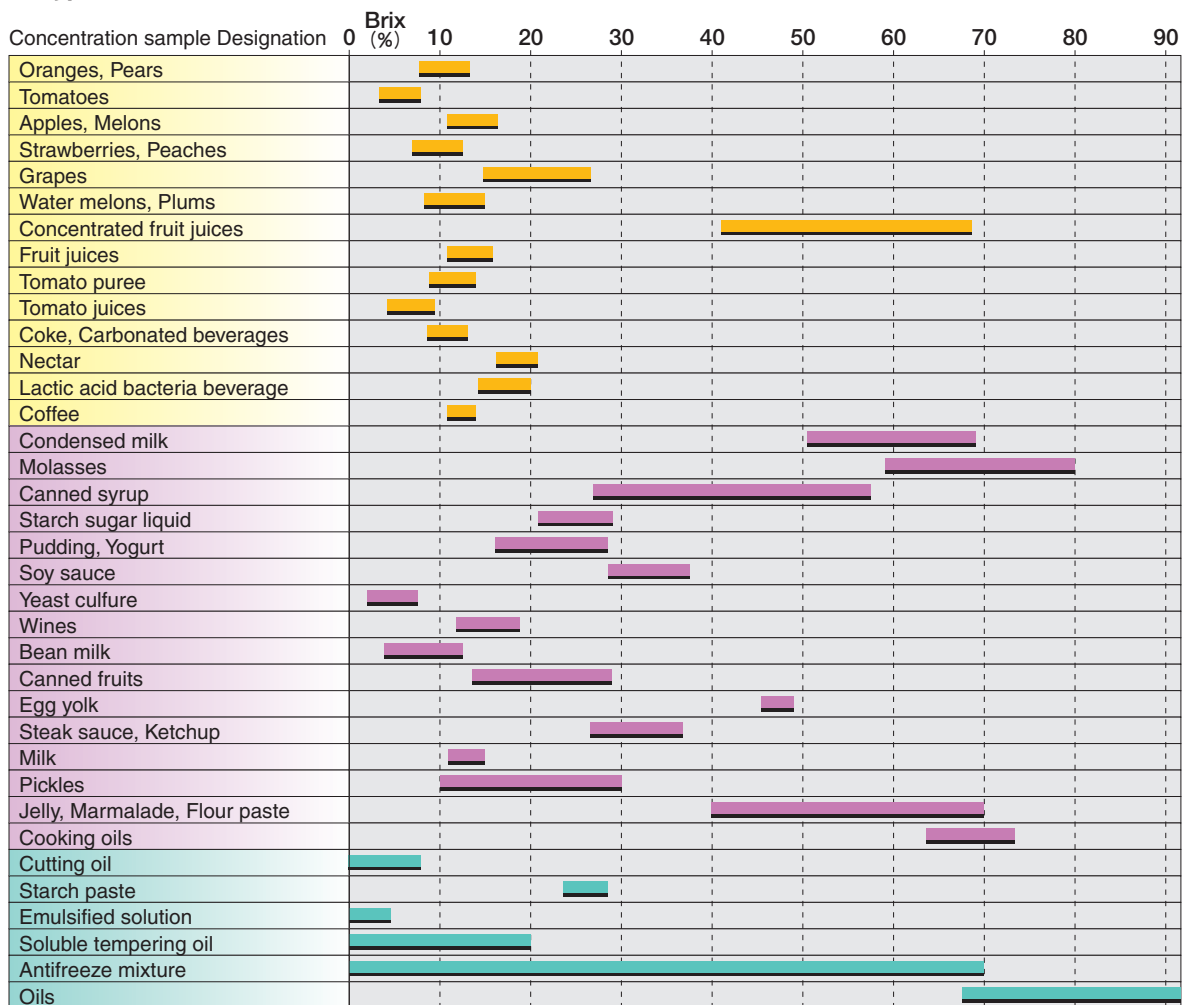 Brix
Concentration sample Designation 0 (%) 10 20 30 40 50 60 70 80 90
Oranges, Pears
Tomatoes
Apples, Melons
Strawberries, Peaches
Grapes
Water melons, Plums
Concentrated fruit juices
Fruit juices
Tomato puree
Tomato juices
Coke, Carbonated beverages
Nectar
Lactic acid bacteria beverage
Coffee
Condensed milk
Molasses
Canned syrup
Starch sugar liquid
Pudding, Yogurt
Soy sauce
Yeast culfure
Wines
Bean milk
Canned fruits
Egg yolk
Steak sauce, Ketchup
Milk
Pickles
Jelly, Marmalade, Flour paste
Cooking oils
Cutting oil
Starch paste
Emulsified solution
Soluble tempering oil
Antifreeze mixture
Oils